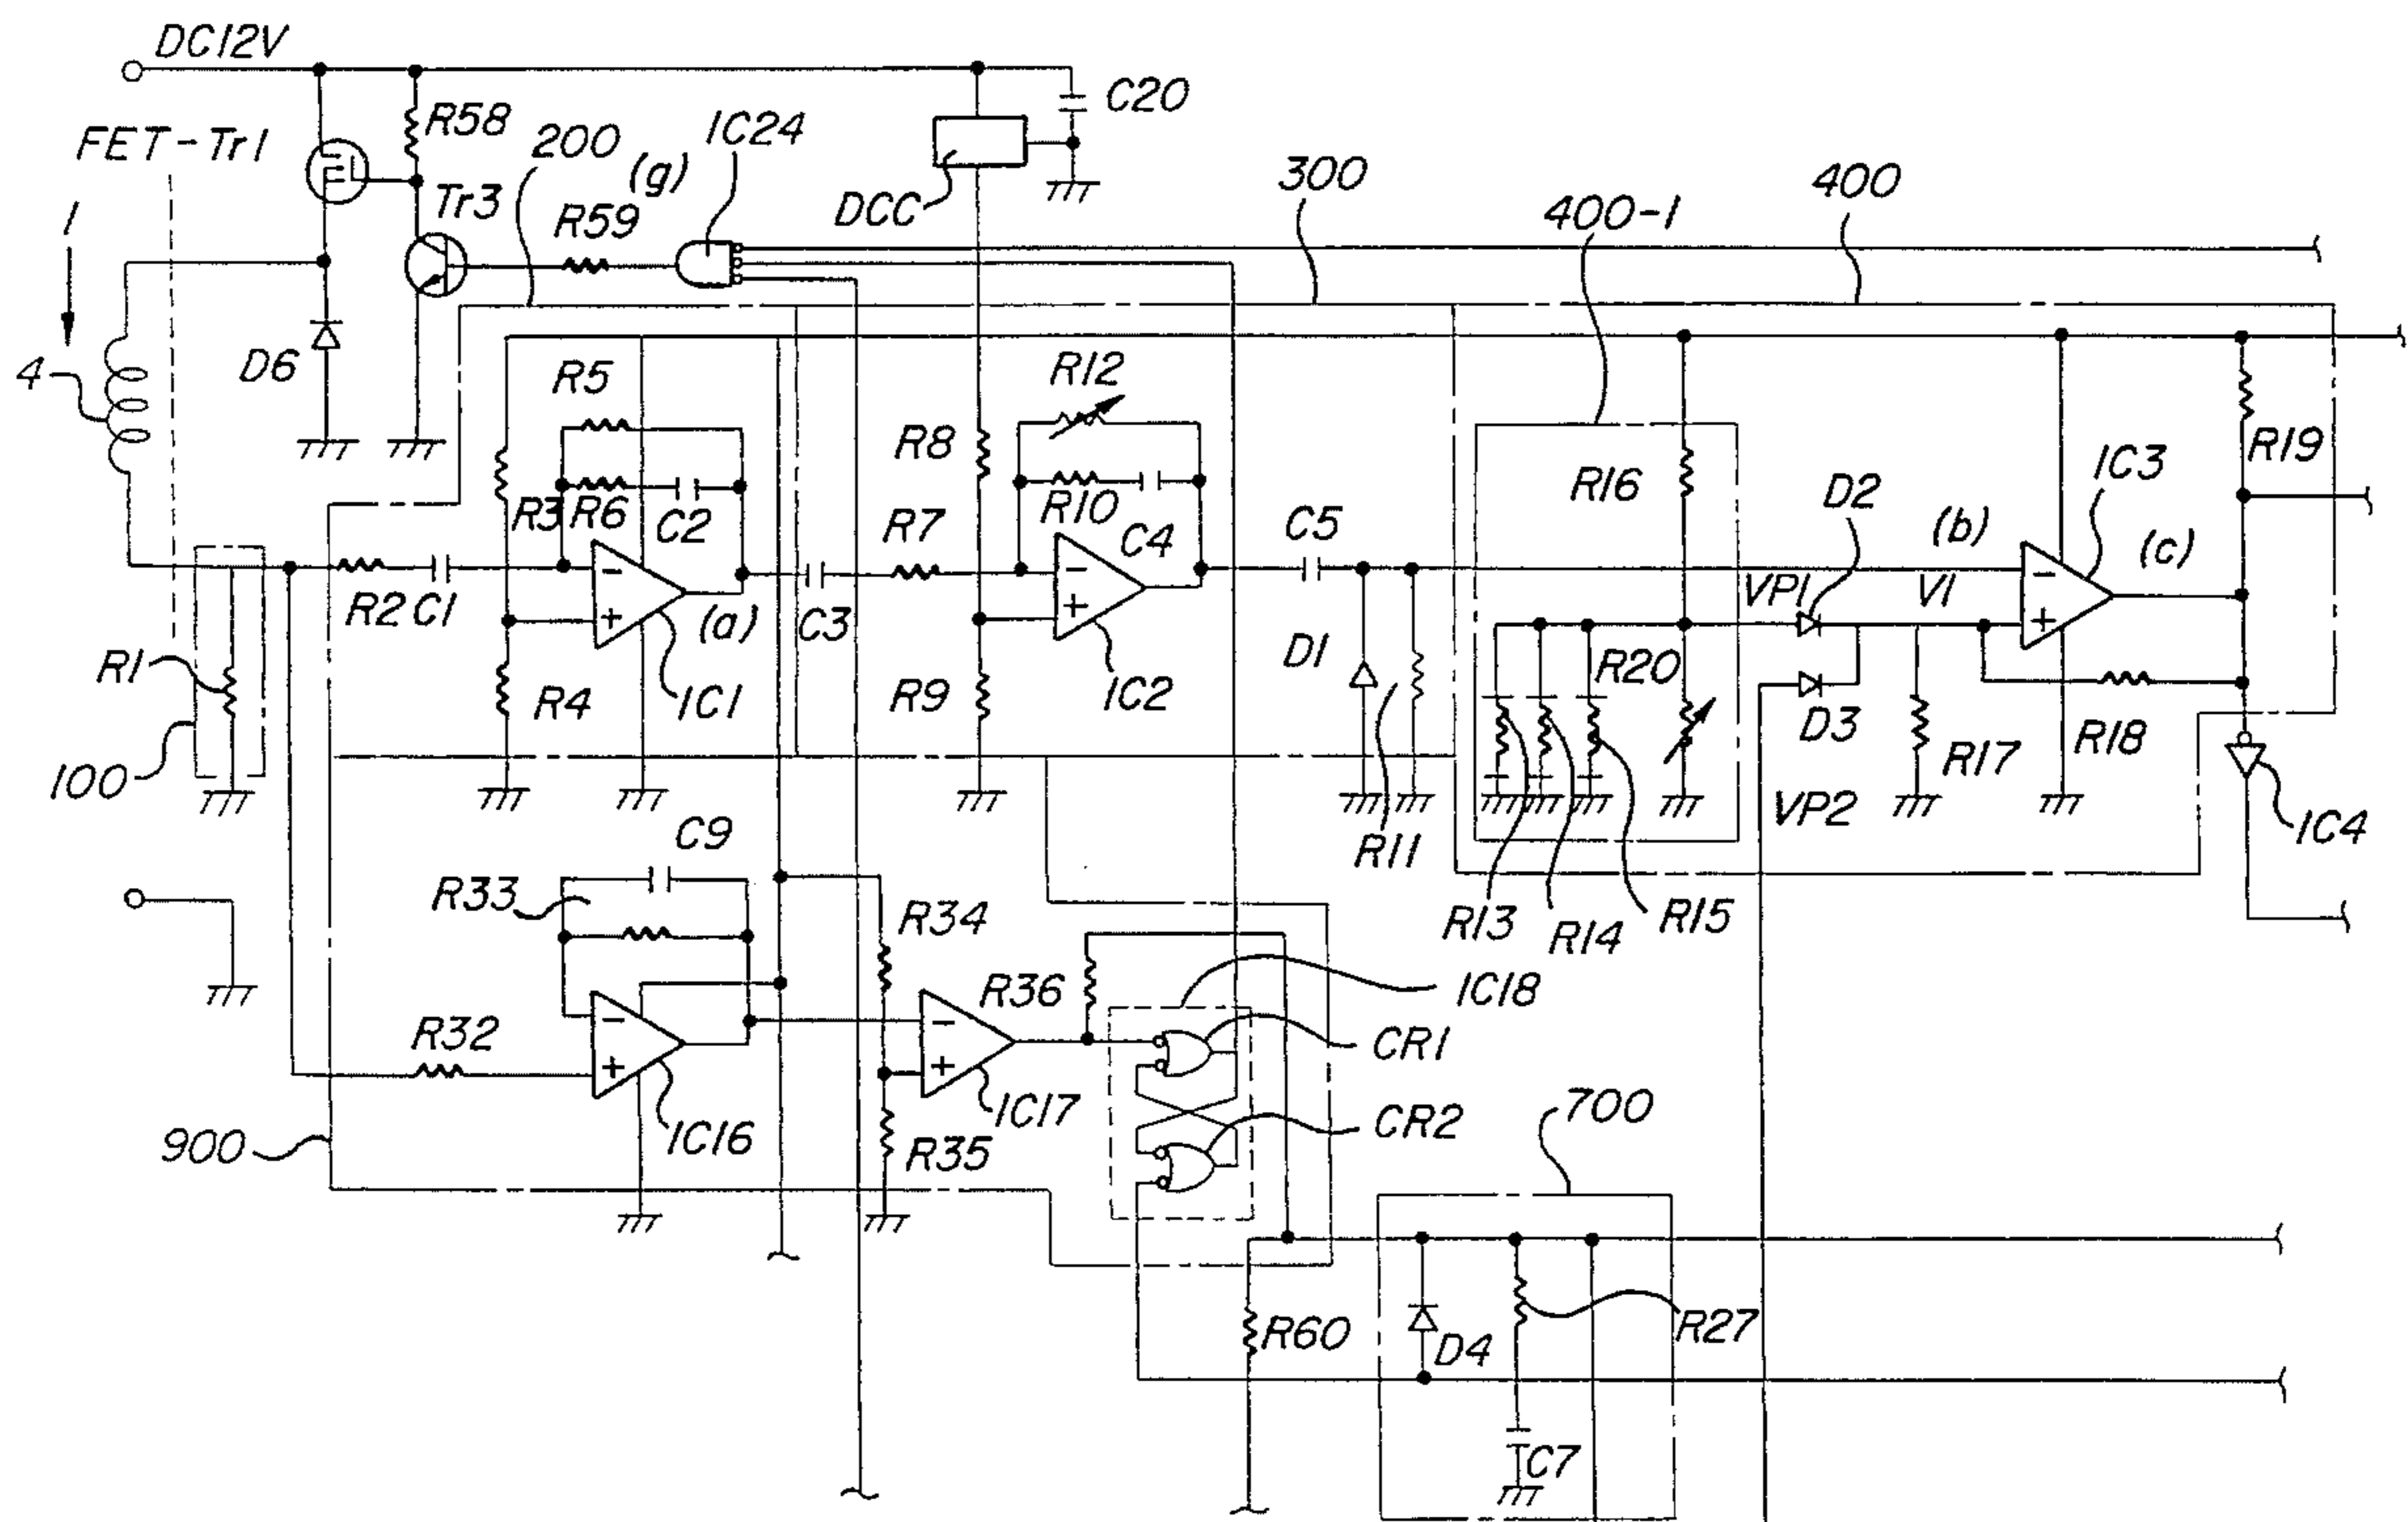 DC12V
C20
R58
IC24
FET-Tr1
200
(g)
300
400
1
Tr3
R59
DCC
400-1
4
D6
R5
R12
R8
R19
R16
IC3
D2
R3
R6
C2
R7
R10
C4
C5
(b)
(c)
R2
C1
(a)
C3
VP1
V1
R1
D1
R20
R4
IC1
R9
IC2
D3
R17
R18
100
VP2
C9
R11
IC4
R33
R34
R13
R14
R15
R36
IC18
R32
CR1
IC17
700
900
IC16
R35
CR2
R60
D4
R27
C7